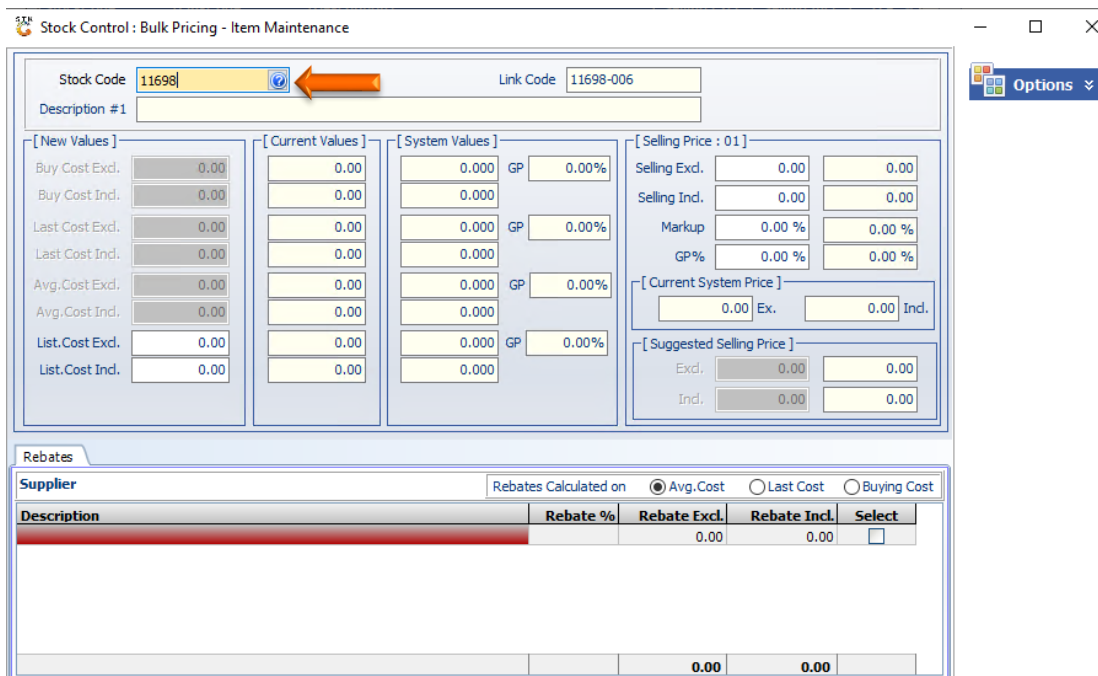 STK
Stock Control : Bulk Pricing - Item Maintenance
Options
Stock Code 11698 Link Code 11698-006
Description #1
[ New Values ] [ Current Values ] [ System Values ] [ Selling Price : 01 ]
Buy Cost Excl. 0.00 0.00 0.000 GP 0.00% Selling Excl. 0.00 0.00
Buy Cost Incl. 0.00 0.00 0.000 Selling Incl. 0.00 0.00
Last Cost Excl. 0.00 0.00 0.000 GP 0.00% Markup 0.00 % 0.00 %
Last Cost Incl. 0.00 0.00 0.000 GP% 0.00 % 0.00 %
Avg.Cost Excl. 0.00 0.00 0.000 GP 0.00% [ Current System Price ]
Avg.Cost Incl. 0.00 0.00 0.000 0.00 Ex. 0.00 Incl.
List.Cost Excl. 0.00 0.00 0.000 GP 0.00% [ Suggested Selling Price ]
List.Cost Incl. 0.00 0.00 0.000 Excl. 0.00 0.00
Incl. 0.00 0.00
Rebates
Supplier Rebates Calculated on Avg.Cost Last Cost Buying Cost
Description Rebate % Rebate Excl. Rebate Incl. Select
0.00 0.00
0.00 0.00